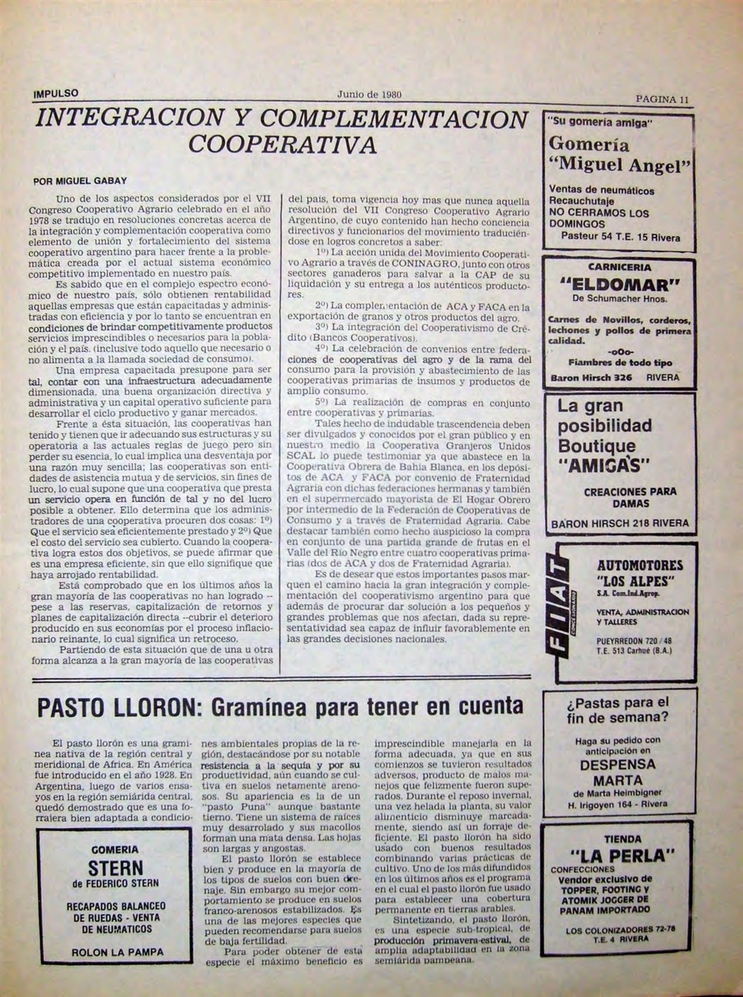 IMPULSO
Junio de 1980
PAGINA 11
INTEGRACION Y COMPLEMENTACION
COOPERATIVA
POR MIGUEL GABAY
Uno de los aspectos considerados por el VII
Congreso Cooperativo Agrario celebrado en el año
1978 se tradujo en resoluciones concretas acerca de
la integración y complementación cooperativa como
elemento de unión y fortalecimiento del sistema
cooperativo argentino para hacer frente a la proble-
mática creada por el actual sistema económico
competitivo implementado en nuestro país.
Es sabido que en el complejo espectro econó-
mico de nuestro país, sólo obtienen rentabilidad
aquellas empresas que están capacitadas y adminis-
tradas con eficiencia y por lo tanto se encuentran en
condiciones de brindar competitivamente productos
servicios imprescindibles o necesarios para la pobla-
ción y el país. (inclusive todo aquello que necesario o
no alimenta a la llamada sociedad de consumo).
Una empresa capacitada presupone para ser
tal, contar con una infraestructura adecuadamente
dimensionada, una buena organización directiva y
administrativa y un capital operativo suficiente para
desarrollar el ciclo productivo y ganar mercados.
Frente a ésta situación, las cooperativas han
tenido y tienen que ir adecuando sus estructuras y su
operatoria a las actuales reglas de juego pero sin
perder su esencia, lo cual implica una desventaja por
una razón muy sencilla; las cooperativas son enti-
dades de asistencia mutua y de servicios, sin fines de
lucro, lo cual supone que una cooperativa que presta
un servicio opera en función de tal y no del lucro
posible a obtener. Ello determina que los adminis-
tradores de una cooperativa procuren dos cosas: 1º)
Que el servicio sea eficientemente prestado y 2º) Que
el costo del servicio sea cubierto. Cuando la coopera-
tiva logra estos dos objetivos, se puede afirmar que
es una empresa eficiente, sin que ello signifique que
haya arrojado rentabilidad.
Está comprobado que en los últimos años la
gran mayoría de las cooperativas no han logrado --
pese a las reservas, capitalización de retornos y
planes de capitalización directa --cubrir el deterioro
producido en sus economías por el proceso inflacio-
nario reinante, lo cual significa un retroceso.
Partiendo de esta situación que de una u otra
forma alcanza a la gran mayoría de las cooperativas
del país, toma vigencia hoy mas que nunca aquella
resolución del VII Congreso Cooperativo Agrario
Argentino, de cuyo contenido han hecho conciencia
directivos y funcionarios del movimiento traducién-
dose en logros concretos a saber:
1º) La acción unida del Movimiento Cooperati-
vo Agrario a través de CONINAGRO, junto con otros
sectores ganaderos para salvar a la CAP de su
liquidación y su entrega a los auténticos producto-
res.
2º) La complementación de ACA y FACA en la
exportación de granos y otros productos del agro.
3º) La integración del Cooperativismo de Cré-
dito (Bancos Cooperativos).
4º) La celebración de convenios entre federa-
ciones de cooperativas del agro y de la rama del
consumo para la provisión y abastecimiento de las
cooperativas primarias de insumos y productos de
amplio consumo.
5º) La realización de compras en conjunto
entre cooperativas y primarias.
Tales hecho de indudable trascendencia deben
ser divulgados y conocidos por el gran publico y en
nuestro medio la Cooperativa Granjeros Unidos
SCAL lo puede testimoniar ya que abastece en la
Cooperativa Obrera de Bahía Blanca, en los depósi-
tos de ACA y FACA por convenio de Fraternidad
Agraria con dichas federaciones hermanas y también
en el supermercado mayorista de El Hogar Obrero
por intermedio de la Federación de Cooperativas de
Consumo y a través de Fraternidad Agraria. Cabe
destacar también como hecho auspicioso la compra
en conjunto de una partida grande de frutas en el
Valle del Río Negro entre cuatro cooperativas prima-
rias (dos de ACA y dos de Fraternidad Agraria).
Es de desear que estos importantes pasos mar-
quen el camino hacia la gran integración y comple-
mentación del cooperativismo argentino para que
además de procurar dar solución a los pequeños y
grandes problemas que nos afectan, dada su repre-
sentatividad sea capaz de influir favorablemente en
las grandes decisiones nacionales.
PASTO LLORON: Gramínea para tener en cuenta
El pasto llorón es una grami-
nea nativa de la región central y
meridional de Africa. En América
fue introducido en el año 1928. En
Argentina, luego de varios ensa-
yos en la región semiárida central,
quedó demostrado que es una fo-
rrajera bien adaptada a condicio-
nes ambientales propias de la re-
gión, destacándose por su notable
resistencia a la sequía y por su
productividad, aún cuando se cul-
tiva en suelos netamente areno-
sos. Su apariencia es la de un
"pasto Puna" aunque bastante
tierno. Tiene un sistema de raíces
muy desarrollado y sus macollos
forman una mata densa. Las hojas
son largas y angostas.
El pasto llorón se establece
bien y produce en la mayoría de
los tipos de suelos con buen dre-
naje. Sin embargo su mejor com-
portamiento se produce en suelos
franco-arenosos estabilizados. Es
una de las mejores especies que
pueden recomendarse para suelos
de baja fertilidad.
Para poder obtener de esta
especie el máximo beneficio es
imprescindible manejarla en la
forma adecuada, ya que en sus
comienzos se tuvieron resultados
adversos, producto de malos ma-
nejos que felizmente fueron supe-
rados. Durante el reposo invernal,
una vez helada la planta, su valor
alimenticio disminuye marcada-
mente, siendo así un forraje de-
ficiente. El pasto llorón ha sido
usado con buenos resultados
combinando varias prácticas de
cultivo. Uno de los más difundidos
en los últimos años es el programa
en el cual el pasto llorón fue usado
para establecer una cobertura
permanente en tierras arables.
Sintetizando, el pasto llorón,
es una especie sub-tropical, de
producción primavera-estival, de
amplia adaptabilidad en la zona
semiárida pampeana.
GOMERIA
STERN
de FEDERICO STERN
RECAPADOS BALANCEO
DE RUEDAS - VENTA
DE NEUMATICOS
ROLON LA PAMPA
"Su gomería amiga"
Gomería
"Miguel Angel"
Ventas de neumáticos
Recauchutaje
NO CERRAMOS LOS
DOMINGOS
Pasteur 54 T.E. 15 Rivera
CARNICERIA
"ELDOMAR"
De Schumacher Hnos.
Carnes de Novillos, corderos,
lechones y pollos de primera
calidad.
-oOo-
Fiambres de todo tipo
Baron Hirsch 326 RIVERA
La gran
posibilidad
Boutique
"AMIGA'S"
CREACIONES PARA
DAMAS
BARON HIRSCH 218 RIVERA
FIAT
CONCESIONARIO
AUTOMOTORES
"LOS ALPES"
S.A. Com.Ind.Agrop.
VENTA, ADMINISTRACION
Y TALLERES
PUEYRREDON 720/48
T.E. 513 Carhué (B.A.)
¿Pastas para el
fin de semana?
Haga su pedido con
anticipación en
DESPENSA
MARTA
de Marta Heimbigner
H. Irigoyen 164 - Rivera
TIENDA
"LA PERLA"
CONFECCIONES
Vendor exclusivo de
TOPPER, FOOTING Y
ATOMIK JOGGER DE
PANAM IMPORTADO
LOS COLONIZADORES 72-78
T.E. 4 RIVERA